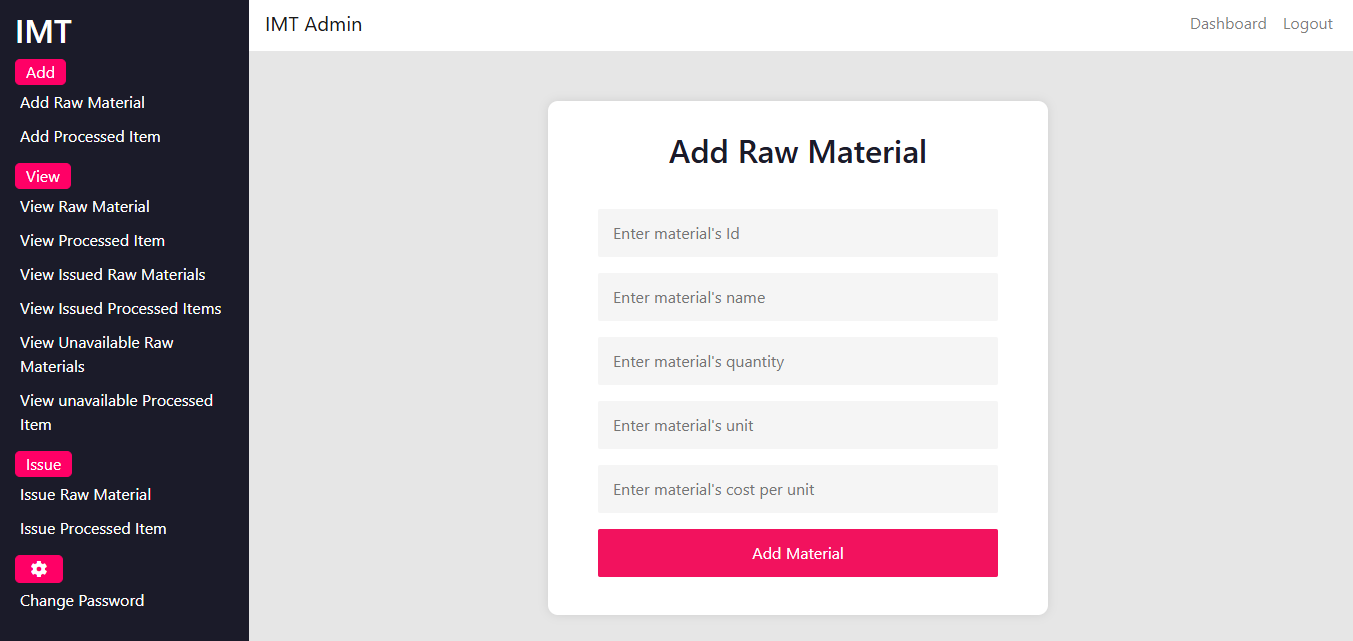 IMT
Add
Add Raw Material
Add Processed Item
View
View Raw Material
View Processed Item
View Issued Raw Materials
View Issued Processed Items
View Unavailable Raw
Materials
View unavailable Processed
Item
Issue
Issue Raw Material
Issue Processed Item
Change Password
IMT Admin
Dashboard Logout
Add Raw Material
Enter material's Id
Enter material's name
Enter material's quantity
Enter material's unit
Enter material's cost per unit
Add Material